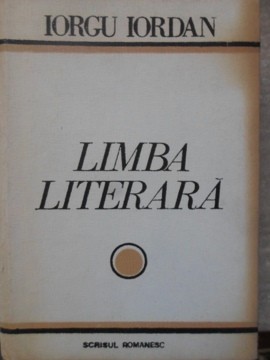 IORGU IORDAN
LIMBA
LITERARĂ
SCRISUL ROMANESC